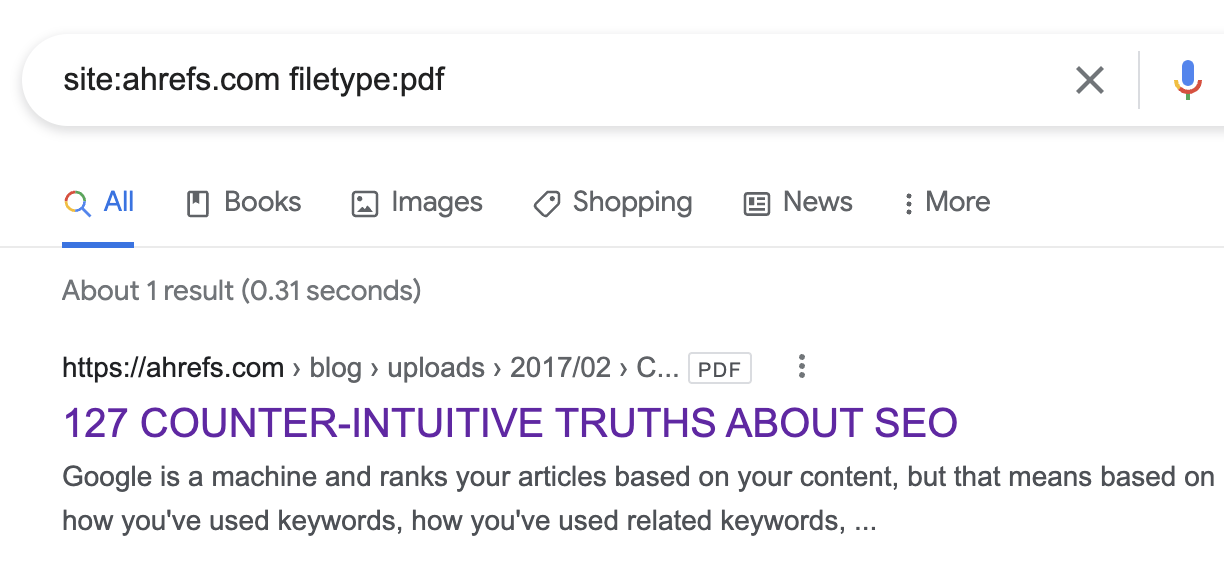 site:ahrefs.com filetype:pdf
All Books Images Shopping News More
About 1 result (0.31 seconds)
https://ahrefs.com › blog › uploads › 2017/02 › C... PDF
127 COUNTER-INTUITIVE TRUTHS ABOUT SEO
Google is a machine and ranks your articles based on your content, but that means based on
how you've used keywords, how you've used related keywords, ...